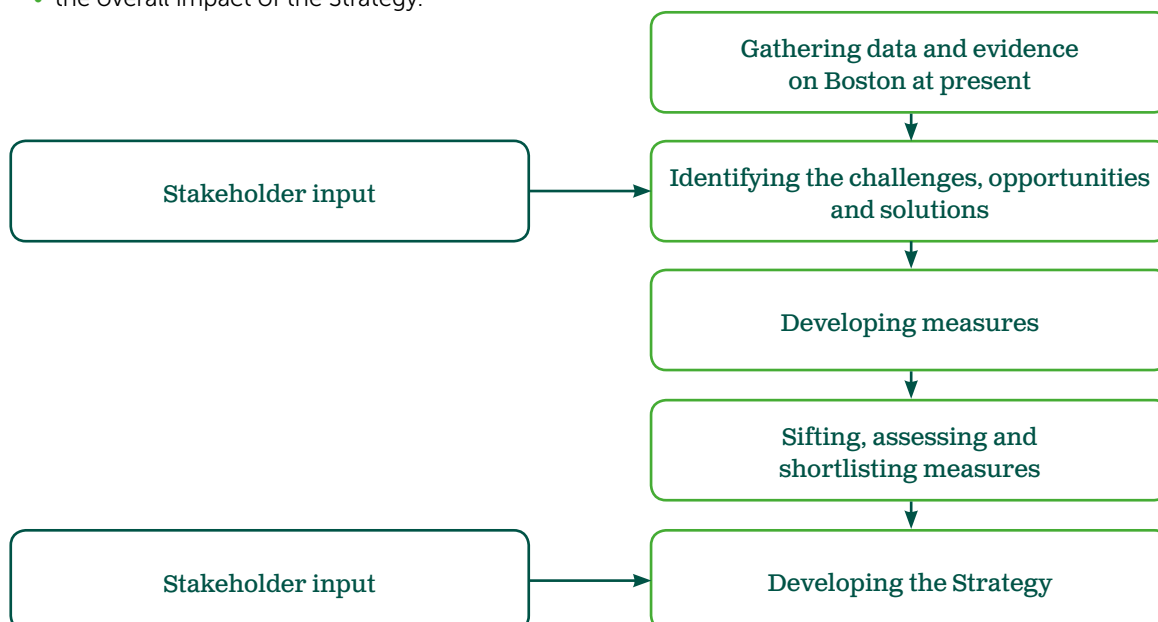 • the overall impact of the Strategy.
Gathering data and evidence
on Boston at present
Stakeholder input
Identifying the challenges, opportunities
and solutions
Developing measures
Sifting, assessing and
shortlisting measures
Stakeholder input
Developing the Strategy